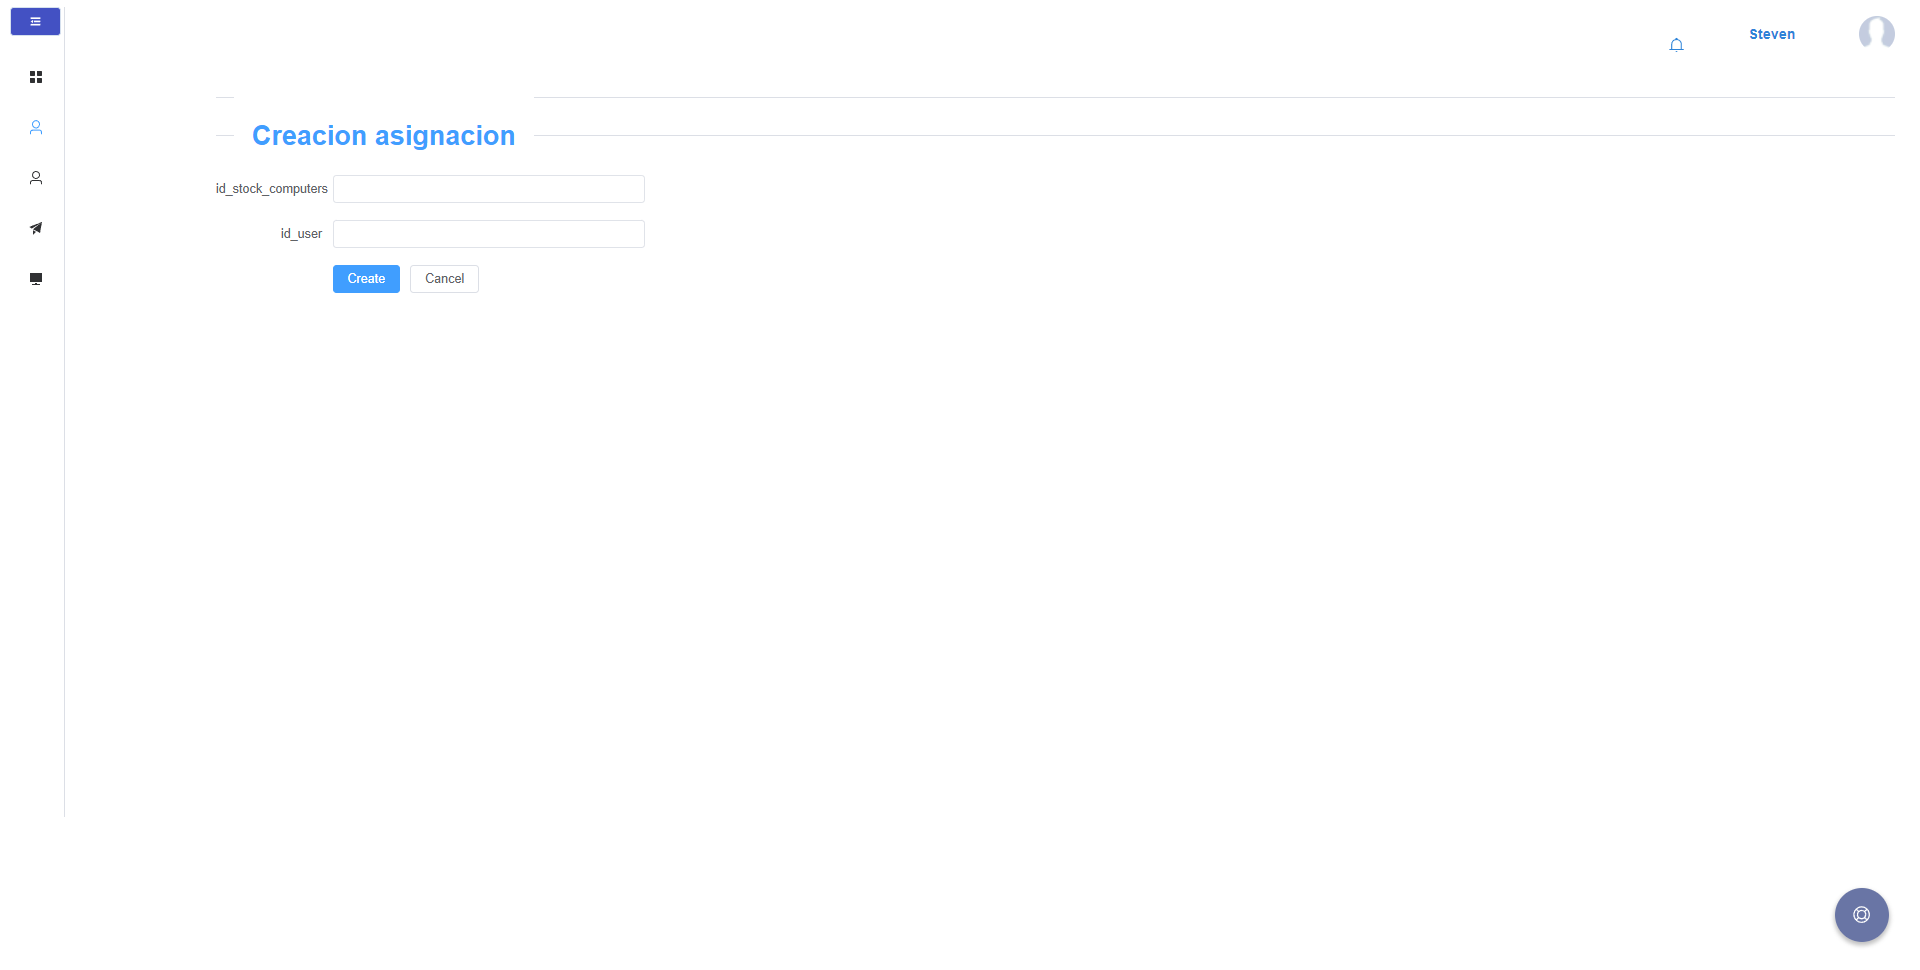 Steven
Creacion asignacion
id_stock_computers
id_user
Create Cancel